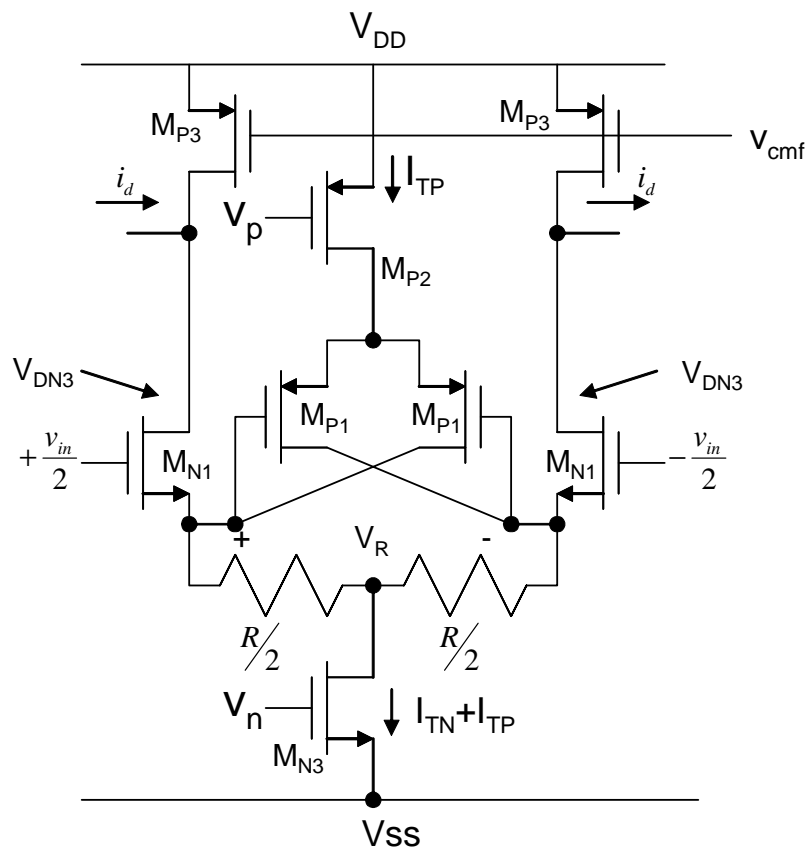 V_DD
M_P3
M_P3
v_cmf
i_d
I_TP
i_d
V_p
M_P2
V_DN3
V_DN3
M_P1
M_P1
+ v_in/2
M_N1
M_N1
- v_in/2
+
V_R
-
R/2
R/2
V_n
I_TN+I_TP
M_N3
Vss